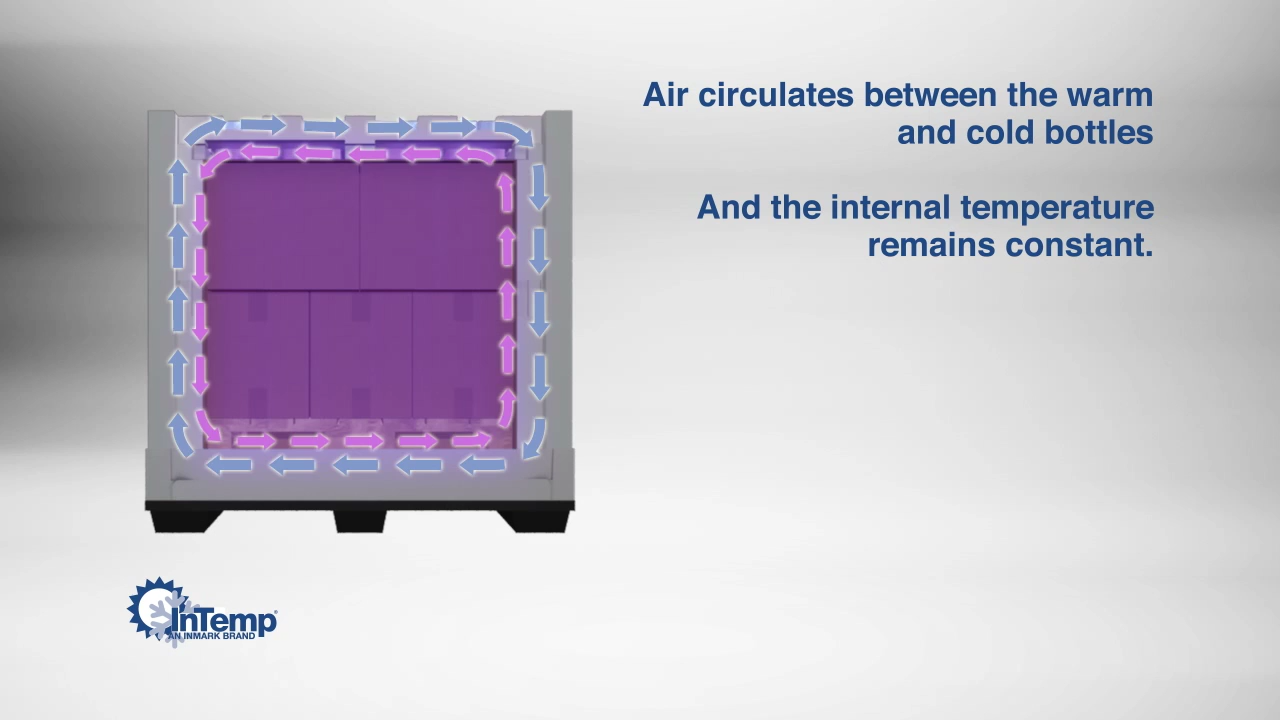 Air circulates between the warm
and cold bottles
And the internal temperature
remains constant.
InTemp®
AN INMARK BRAND